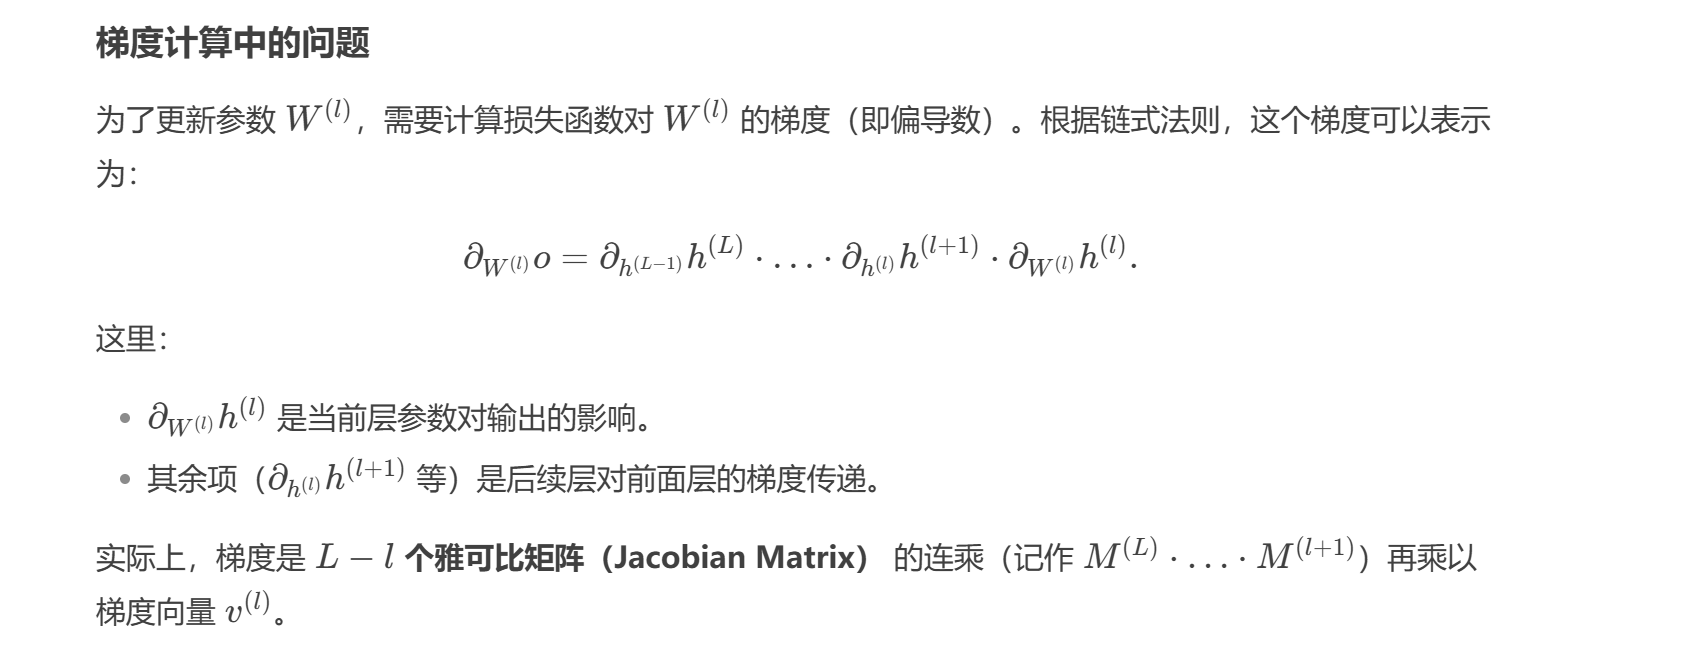 梯度计算中的问题
为了更新参数 $W^{(l)}$，需要计算损失函数对 $W^{(l)}$ 的梯度（即偏导数）。根据链式法则，这个梯度可以表示
为：
$\partial_{W^{(l)}} o = \partial_{h^{(L-1)}} h^{(L)} \cdot \ldots \cdot \partial_{h^{(l)}} h^{(l+1)} \cdot \partial_{W^{(l)}} h^{(l)}.$
这里：
• $\partial_{W^{(l)}} h^{(l)}$ 是当前层参数对输出的影响。
• 其余项（$\partial_{h^{(l)}} h^{(l+1)}$ 等）是后续层对前面层的梯度传递。
实际上，梯度是 $L - l$ 个雅可比矩阵（Jacobian Matrix） 的连乘（记作 $M^{(L)} \cdot \ldots \cdot M^{(l+1)}$）再乘以
梯度向量 $v^{(l)}$。